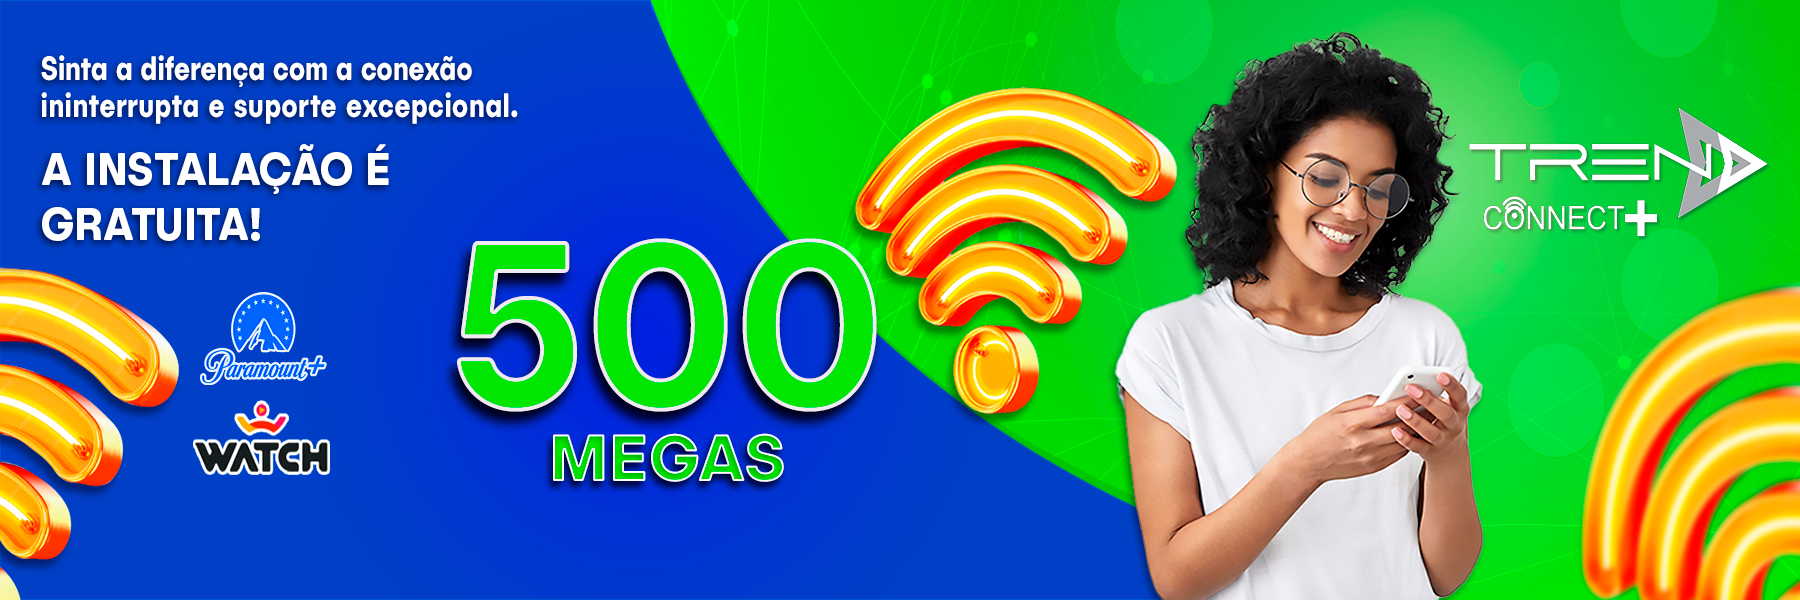 Sinta a diferença com a conexão
ininterrupta e suporte excepcional.
A INSTALAÇÃO É
GRATUITA!
Paramount+
WATCH
500
MEGAS
TREND
CONNECT+